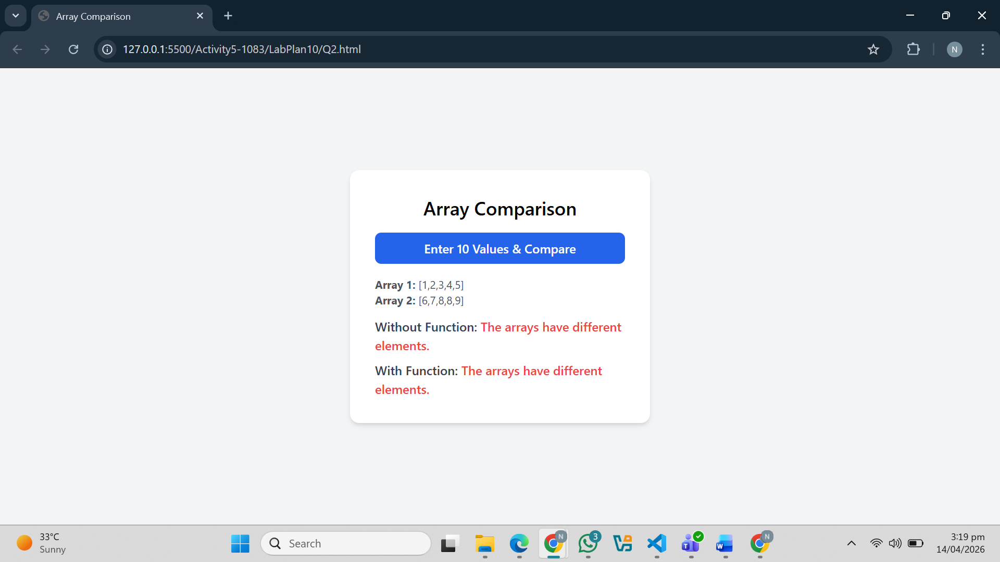 Array Comparison
127.0.0.1:5500/Activity5-1083/LabPlan10/Q2.html
N
Array Comparison
Enter 10 Values & Compare
Array 1: [1,2,3,4,5]
Array 2: [6,7,8,8,9]
Without Function: The arrays have different
elements.
With Function: The arrays have different
elements.
33°C
Sunny
Search
N
3
T
W
N
3:19 pm
14/04/2026